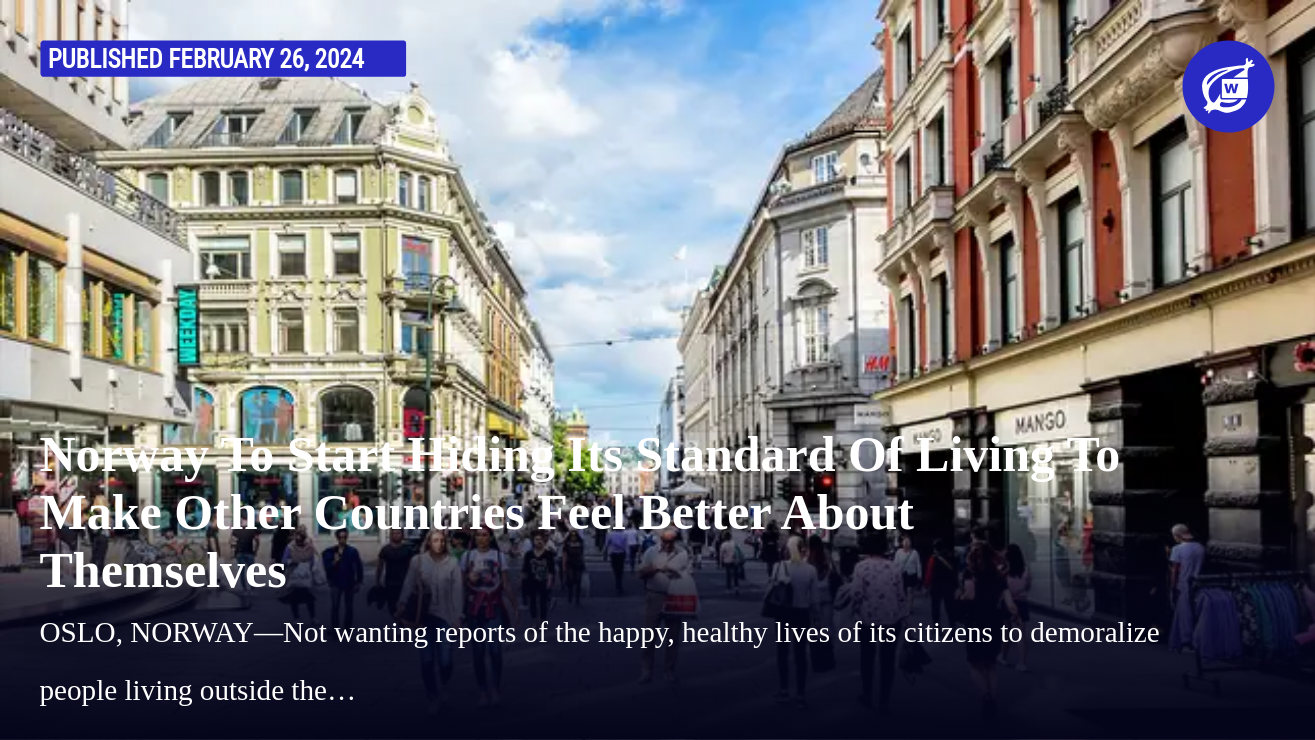 PUBLISHED FEBRUARY 26, 2024
W
WEEKDAY
H&M
MANGO
MANGO
Norway To Start Hiding Its Standard Of Living To
Make Other Countries Feel Better About
Themselves
OSLO, NORWAY—Not wanting reports of the happy, healthy lives of its citizens to demoralize
people living outside the…